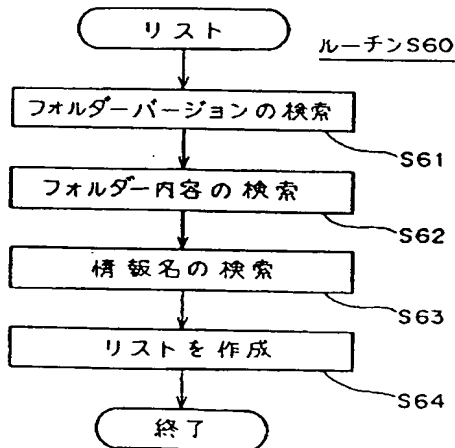 リスト
ルーチンS60
フォルダーバージョンの検索
S61
フォルダー内容の検索
S62
情報名の検索
S63
リストを作成
S64
終了